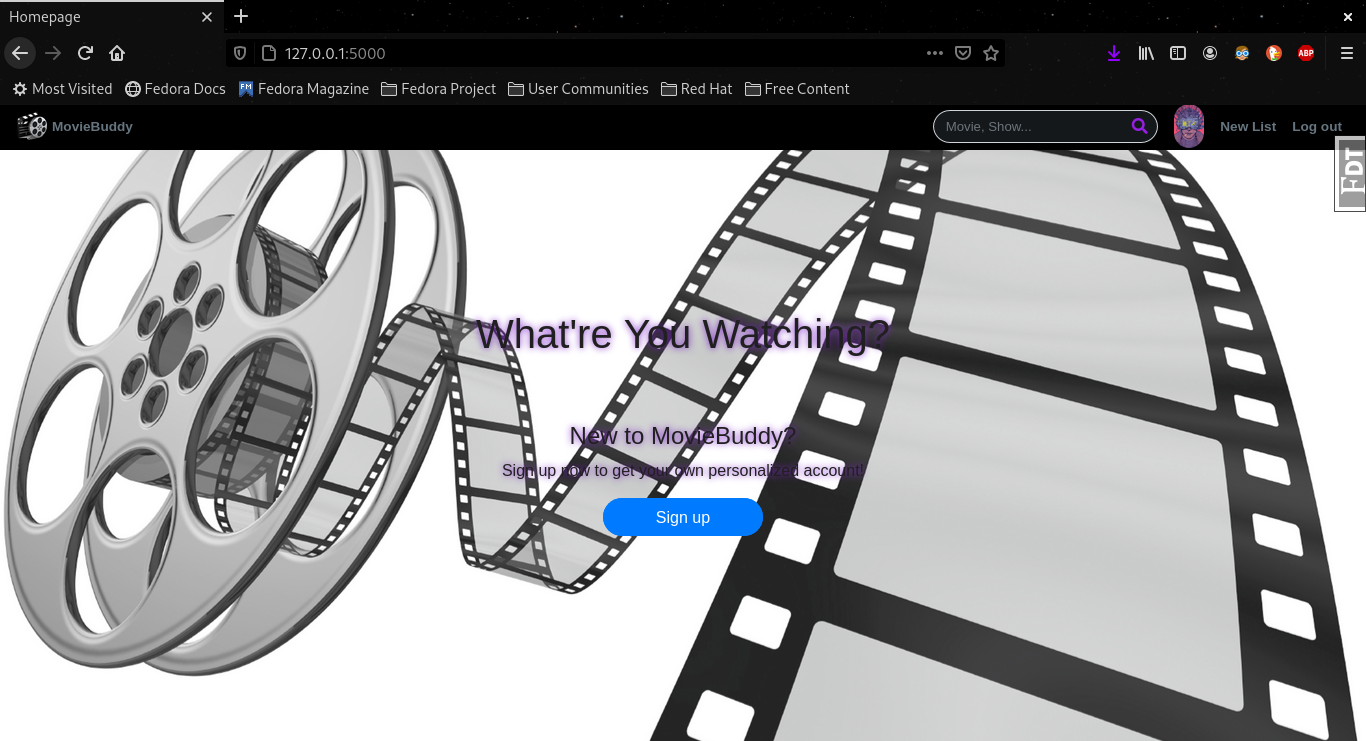 Homepage
127.0.0.1:5000
ABP
Most Visited
Fedora Docs
FM
Fedora Magazine
Fedora Project
User Communities
Red Hat
Free Content
MovieBuddy
Movie, Show...
New List
Log out
FDT
What're You Watching?
New to MovieBuddy?
Sign up now to get your own personalized account!
Sign up